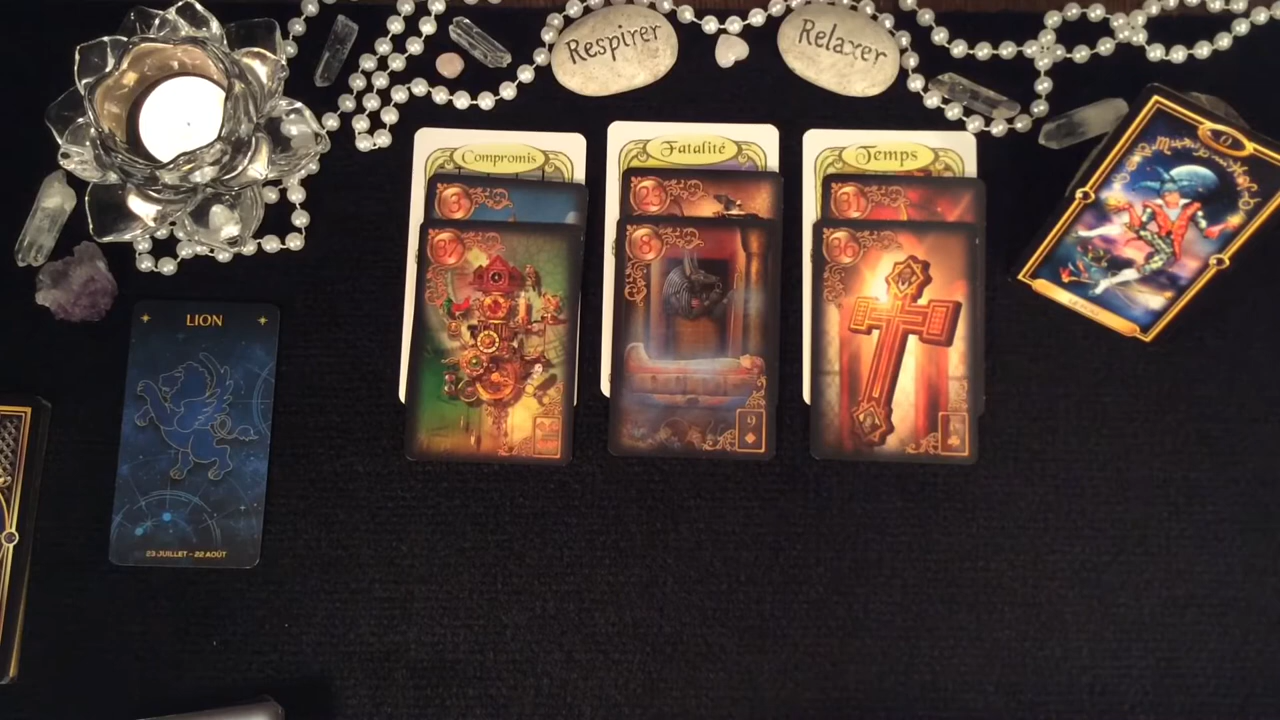 Respirer
Relaxer
Compromis
Fatalité
Temps
0
3
23
31
37
8
36
9
LION
23 JUILLET - 22 AOÛT